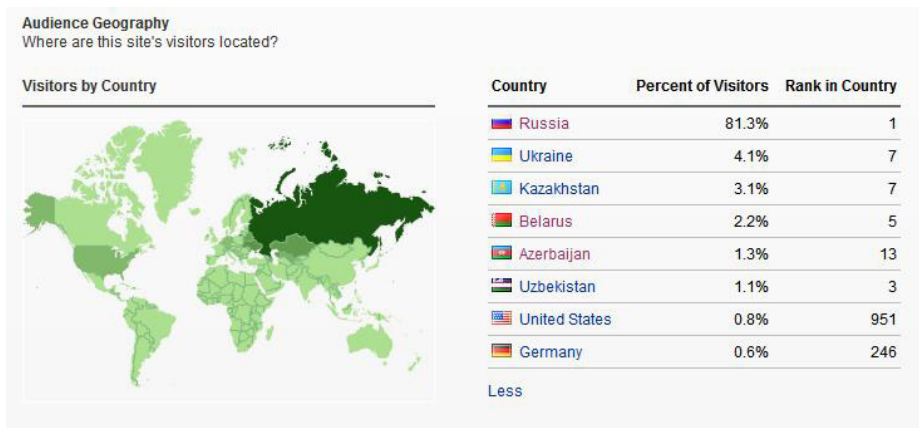 Audience Geography
Where are this site's visitors located?
Visitors by Country
Country Percent of Visitors Rank in Country
Russia 81.3% 1
Ukraine 4.1% 7
Kazakhstan 3.1% 7
Belarus 2.2% 5
Azerbaijan 1.3% 13
Uzbekistan 1.1% 3
United States 0.8% 951
Germany 0.6% 246
Less